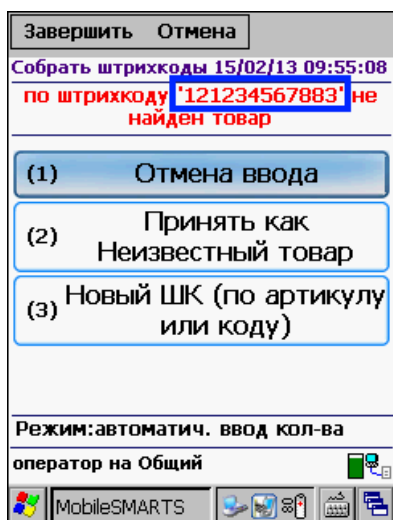 Завершить Отмена
Собрать штрихкоды 15/02/13 09:55:08
по штрихкоду '121234567883' не
найден товар
(1) Отмена ввода
(2) Принять как
Неизвестный товар
(3) Новый ШК (по артикулу
или коду)
Режим:автоматич. ввод кол-ва
оператор на Общий
MobileSMARTS